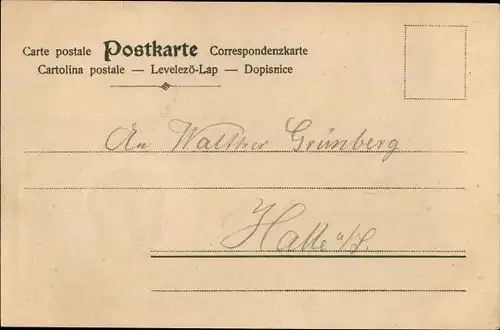 Carte postale Postkarte Correspondenzkarte
Cartolina postale — Levelező-Lap — Dopisnice
An Walther Grünberg
Halle a/S.